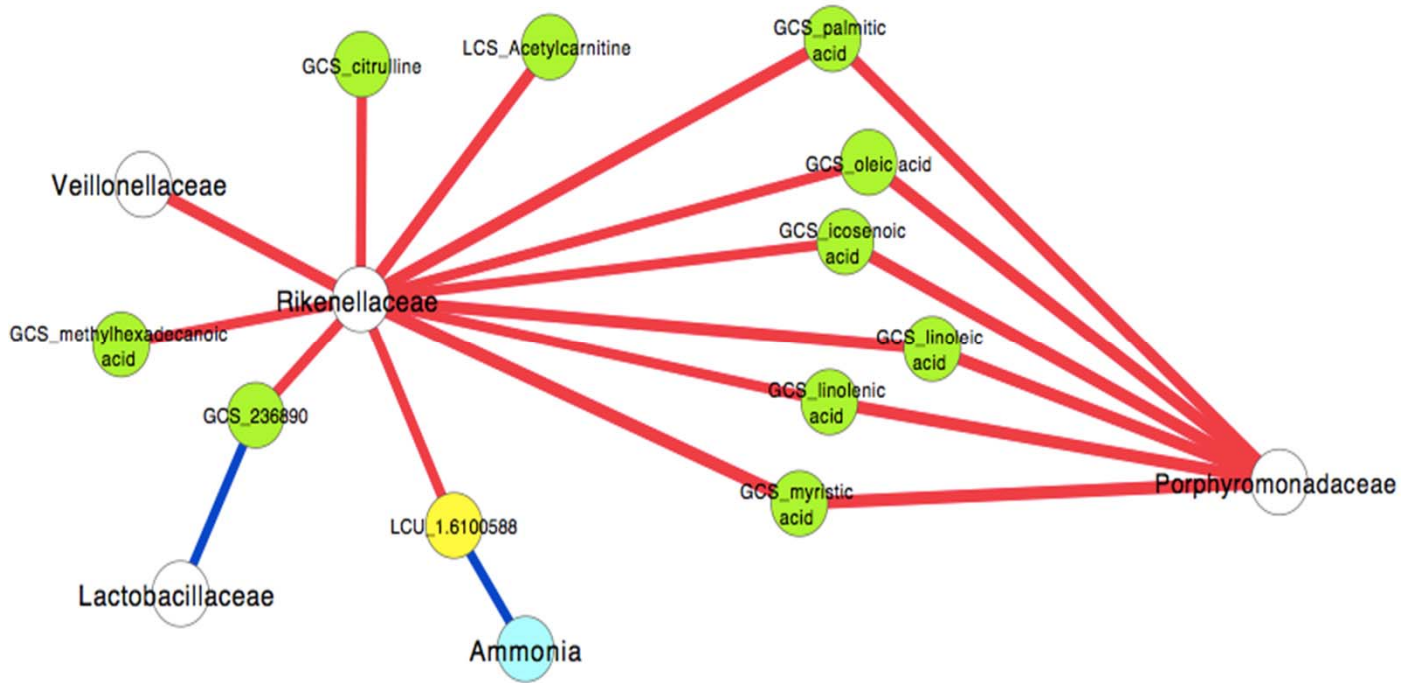 GCS_palmitic
acid
LCS_Acetylcarnitine
GCS_citrulline
GCS_oleic acid
Veillonellaceae
GCS_icosenoic
acid
Rikenellaceae
GCS_methylhexadecanoic
acid
GCS_linoleic
acid
GCS_linolenic
acid
GCS_236890
GCS_myristic
acid
Porphyromonadaceae
LCU_1.6100588
Lactobacillaceae
Ammonia